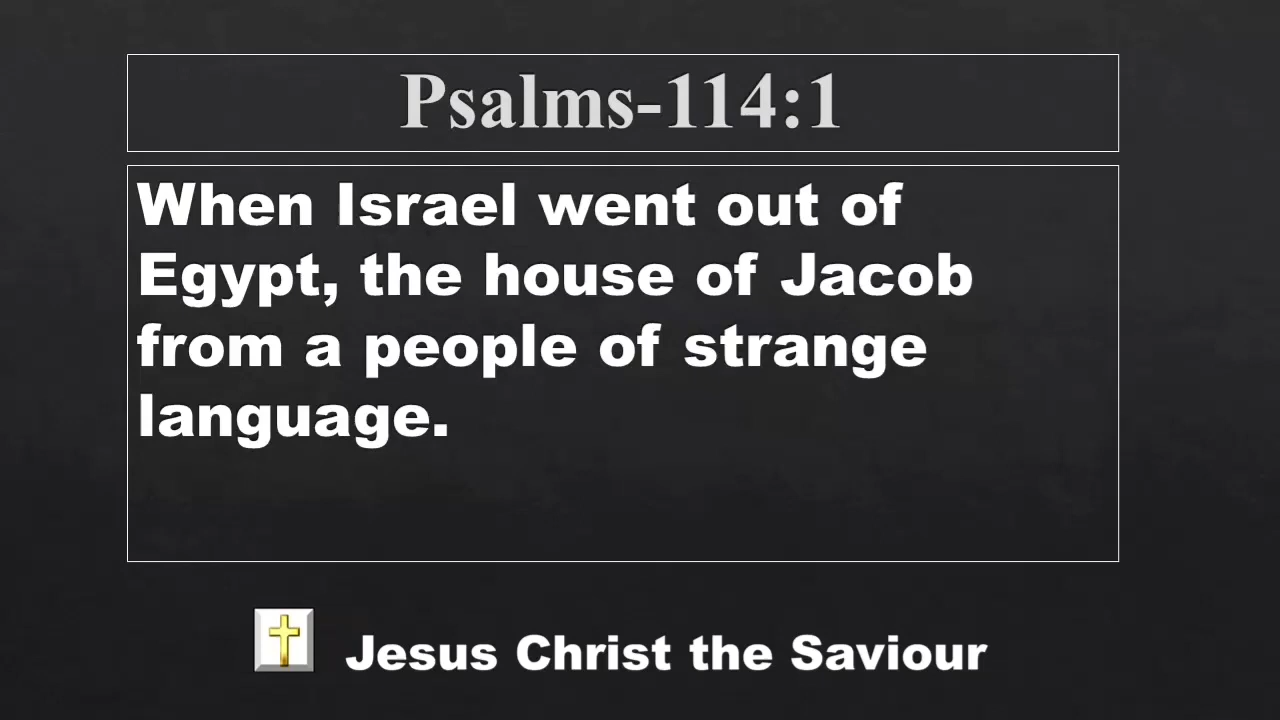 Psalms-114:1
When Israel went out of
Egypt, the house of Jacob
from a people of strange
language.
Jesus Christ the Saviour